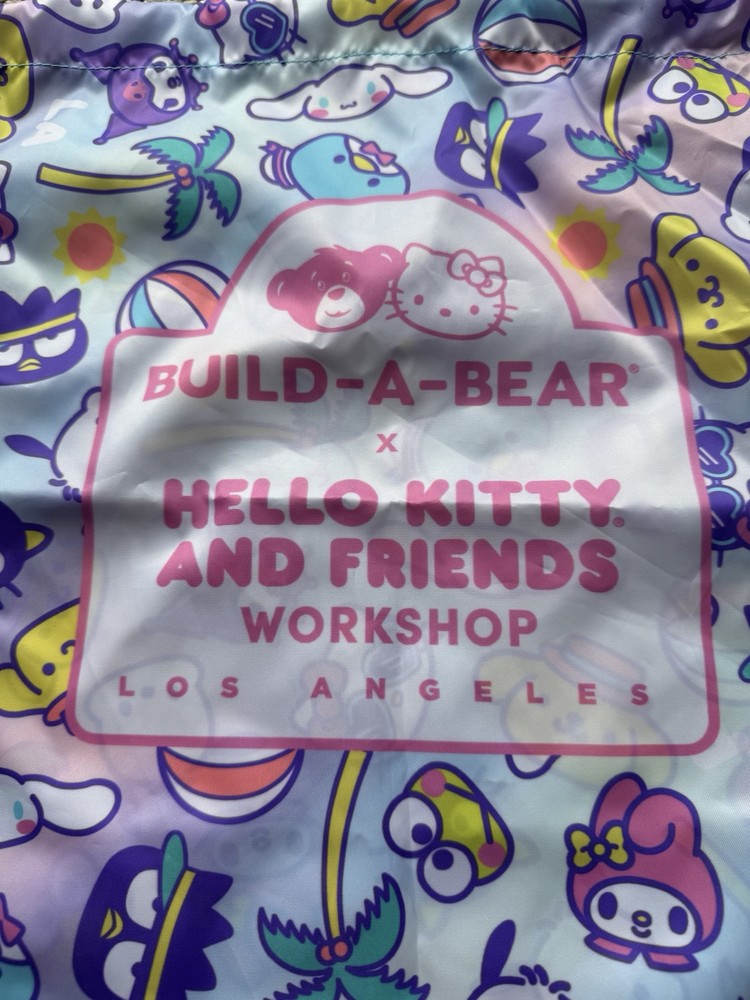 BUILD-A-BEAR®
x
HELLO KITTY®
AND FRIENDS
WORKSHOP
LOS ANGELES